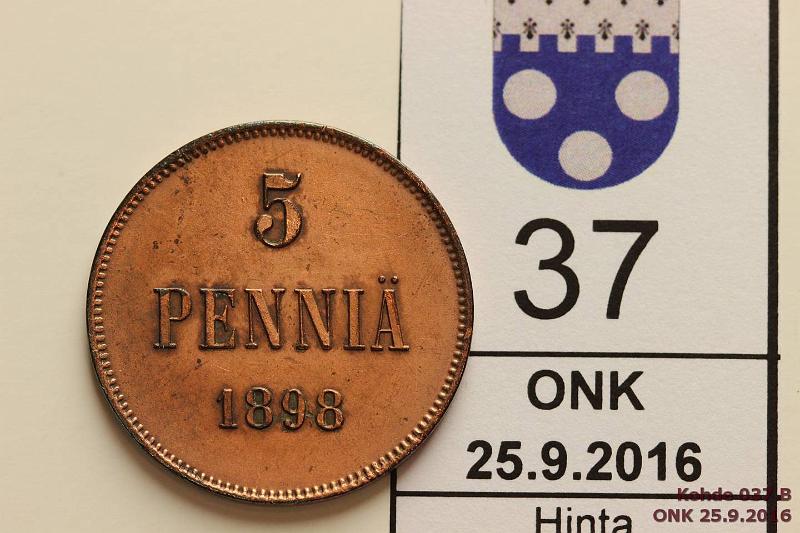 5
PENNIÄ
1898
37
ONK
25.9.2016
Hinta
Kohde 037 B
ONK 25.9.2016